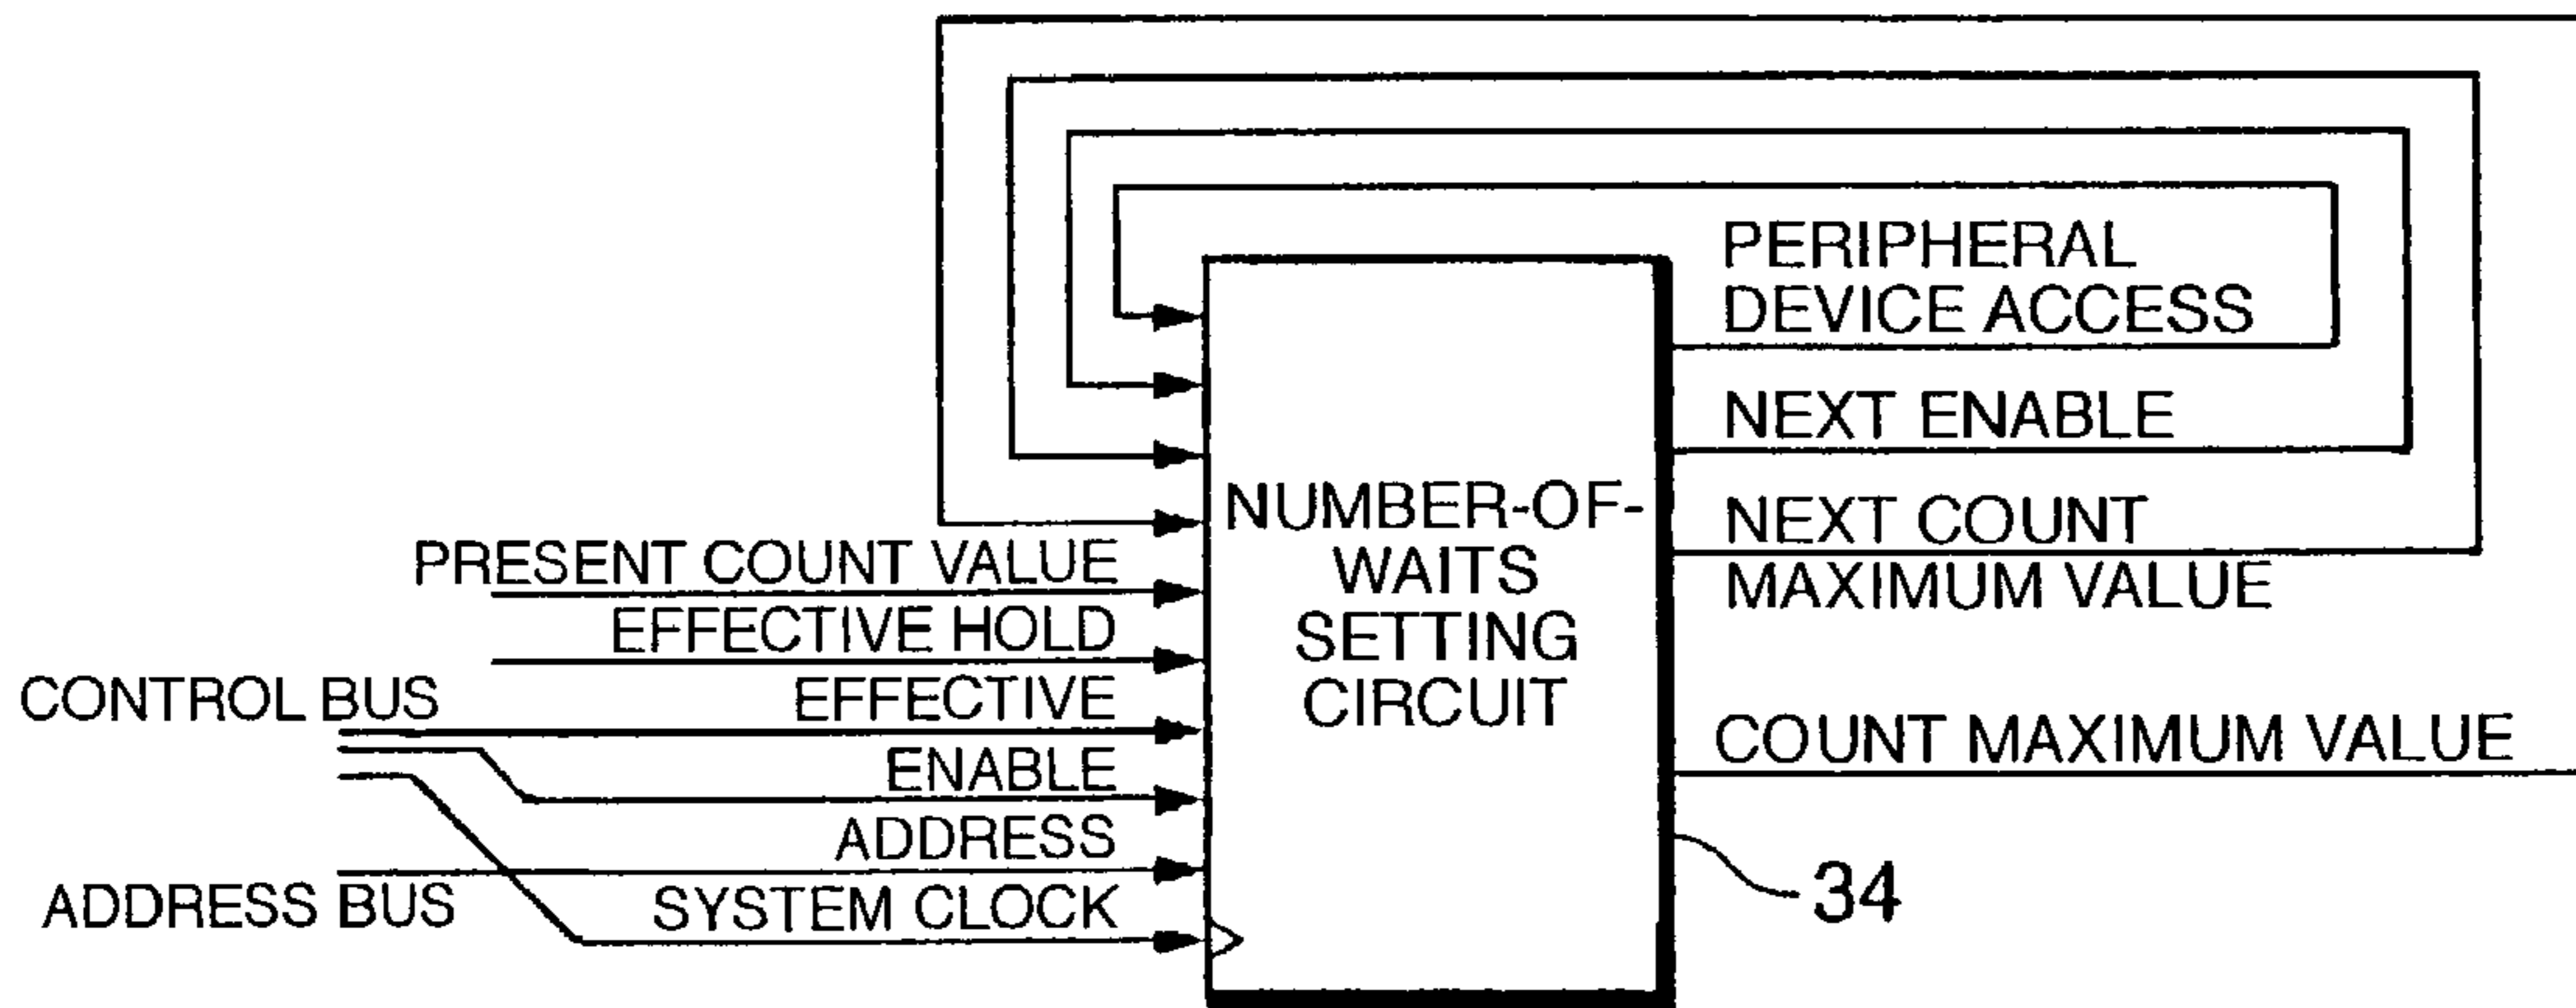 PERIPHERAL
DEVICE ACCESS
NEXT ENABLE
NEXT COUNT
MAXIMUM VALUE
COUNT MAXIMUM VALUE
NUMBER-OF-
WAITS
SETTING
CIRCUIT
PRESENT COUNT VALUE
EFFECTIVE HOLD
CONTROL BUS
EFFECTIVE
ENABLE
ADDRESS
ADDRESS BUS
SYSTEM CLOCK
34